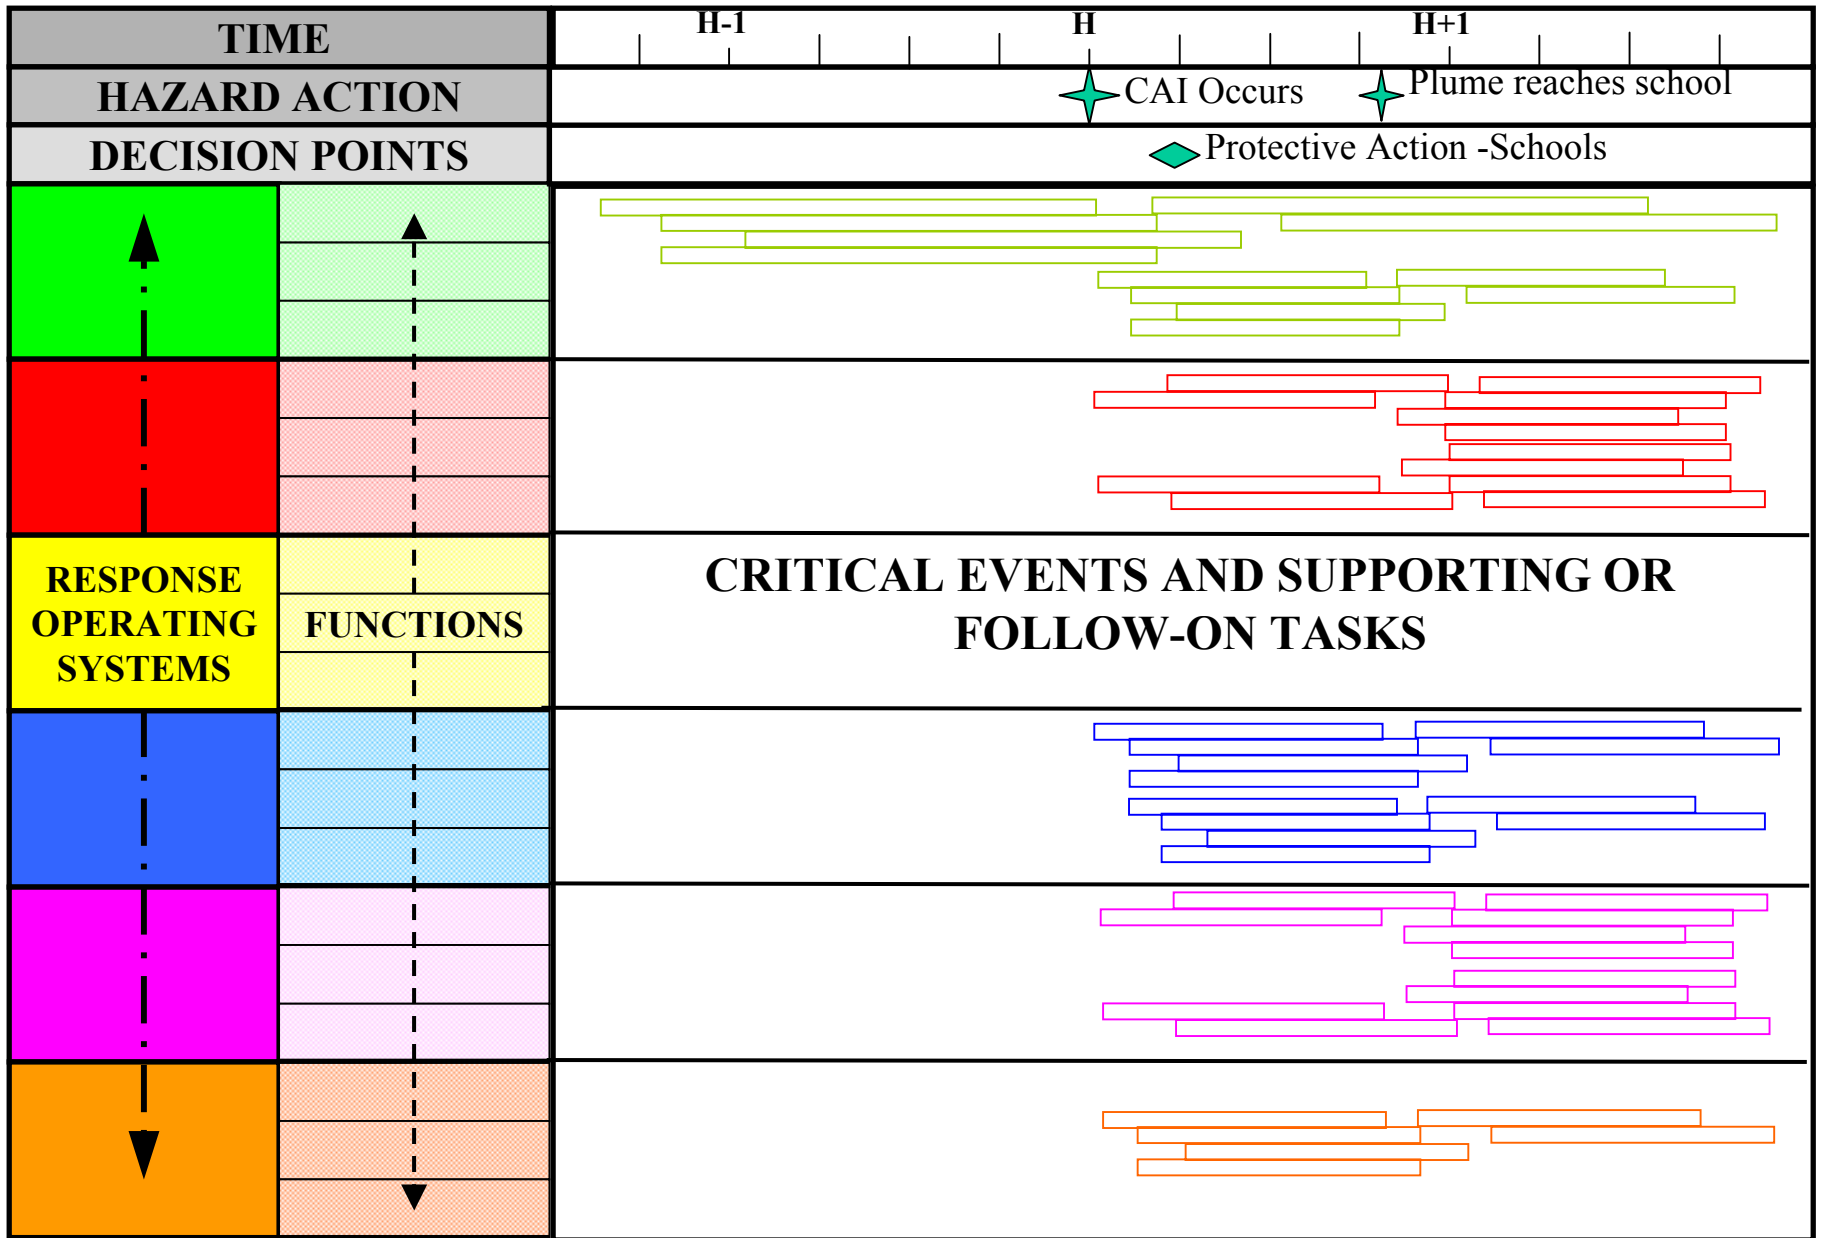 TIME
H-1
H
H+1
HAZARD ACTION
CAI Occurs
Plume reaches school
DECISION POINTS
Protective Action -Schools
RESPONSE
OPERATING
SYSTEMS
FUNCTIONS
CRITICAL EVENTS AND SUPPORTING OR
FOLLOW-ON TASKS